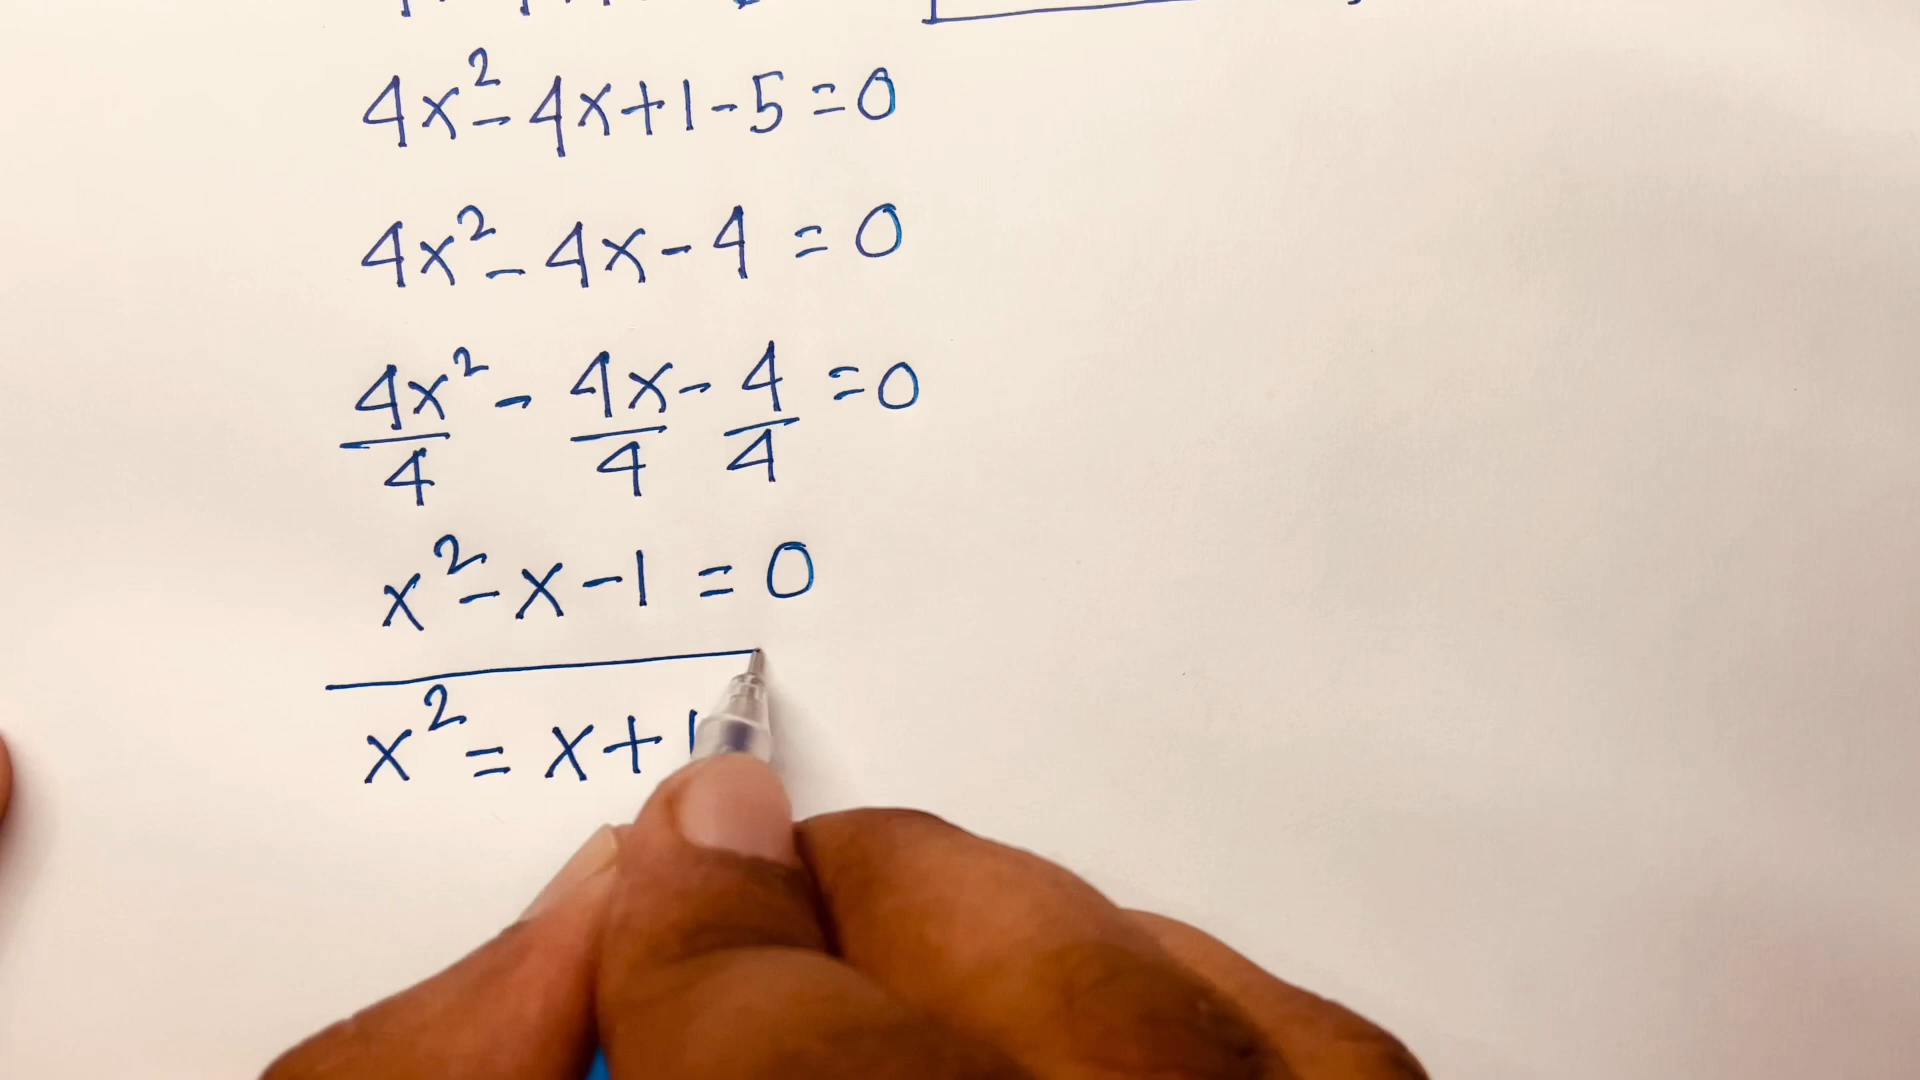 4x² - 4x + 1 - 5 = 0
4x² - 4x - 4 = 0
4x²/4 - 4x/4 - 4/4 = 0
x² - x - 1 = 0
x² = x + 1